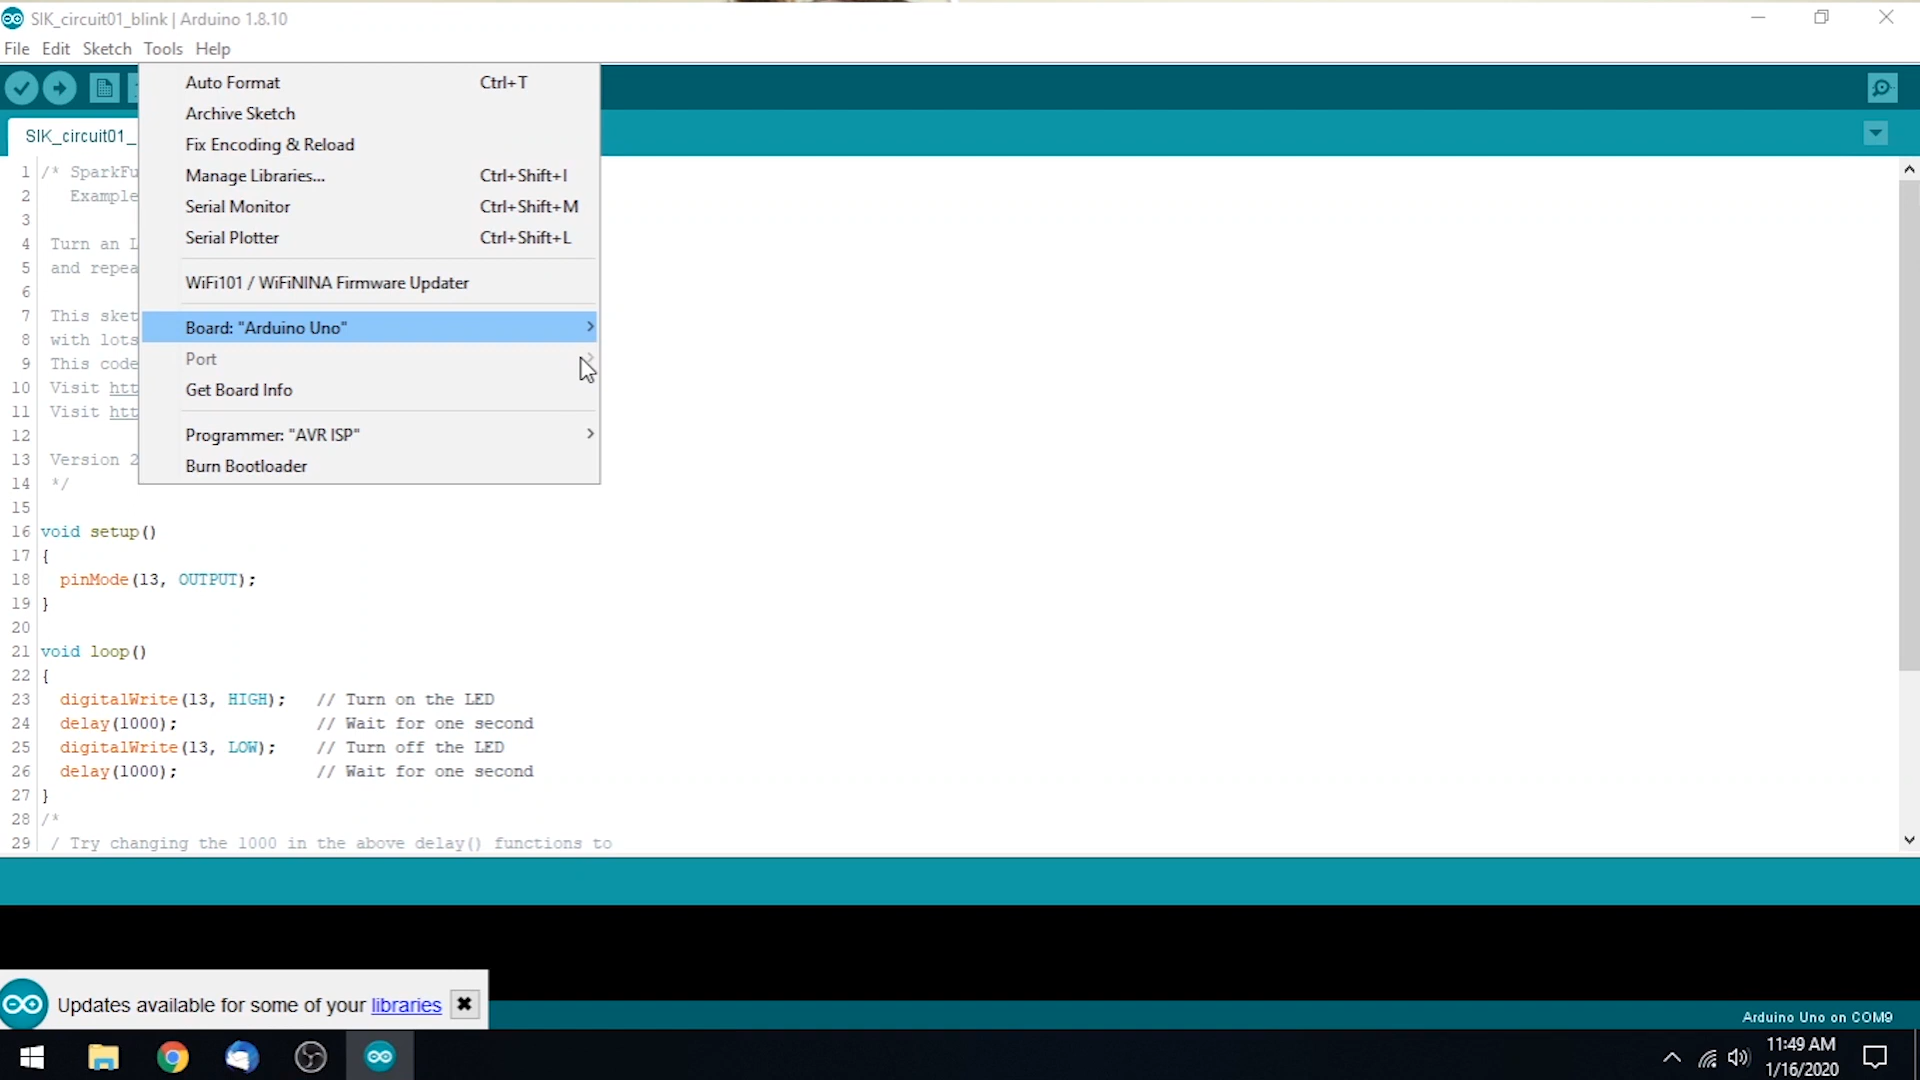 SIK_circuit01_blink | Arduino 1.8.10
File Edit Sketch Tools Help
Auto Format Ctrl+T
Archive Sketch
Fix Encoding & Reload
Manage Libraries... Ctrl+Shift+I
Serial Monitor Ctrl+Shift+M
Serial Plotter Ctrl+Shift+L
WiFi101 / WiFiNINA Firmware Updater
Board: "Arduino Uno"
Port
Get Board Info
Programmer: "AVR ISP"
Burn Bootloader
SIK_circuit01_
1 /* SparkFu
2 Example
3
4 Turn an L
5 and repea
6
7 This sket
8 with lots
9 This code
10 Visit htt
11 Visit htt
12
13 Version 2
14 */
15
16 void setup()
17 {
18 pinMode(13, OUTPUT);
19 }
20
21 void loop()
22 {
23 digitalWrite(13, HIGH); // Turn on the LED
24 delay(1000); // Wait for one second
25 digitalWrite(13, LOW); // Turn off the LED
26 delay(1000); // Wait for one second
27 }
28 /*
29 / Try changing the 1000 in the above delay() functions to
Updates available for some of your libraries
Arduino Uno on COM9
11:49 AM
1/16/2020